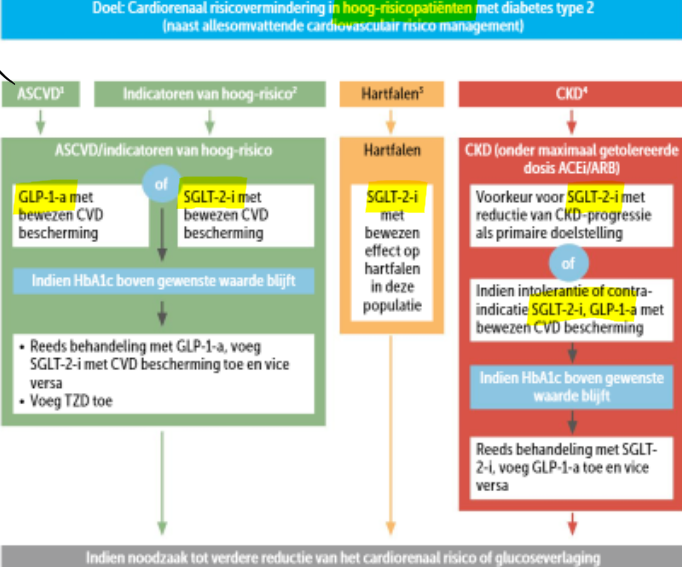 Doel: Cardiorenaal risicovermindering in hoog-risicopatiënten met diabetes type 2
(naast allesomvattende cardiovasculair risico management)
ASCVD¹
Indicatoren van hoog-risico²
Hartfalen³
CKD⁴
ASCVD/indicatoren van hoog-risico
GLP-1-a met
bewezen CVD
bescherming
of
SGLT-2-i met
bewezen CVD
bescherming
Indien HbA1c boven gewenste waarde blijft
• Reeds behandeling met GLP-1-a, voeg
SGLT-2-i met CVD bescherming toe en vice
versa
• Voeg TZD toe
Hartfalen
SGLT-2-i
met
bewezen
effect op
hartfalen
in deze
populatie
CKD (onder maximaal getolereerde
dosis ACEi/ARB)
Voorkeur voor SGLT-2-i met
reductie van CKD-progressie
als primaire doelstelling
of
Indien intolerantie of contra-
indicatie SGLT-2-i, GLP-1-a met
bewezen CVD bescherming
Indien HbA1c boven gewenste
waarde blijft
Reeds behandeling met SGLT-
2-i, voeg GLP-1-a toe en vice
versa
Indien noodzaak tot verdere reductie van het cardiorenaal risico of glucoseverlaging